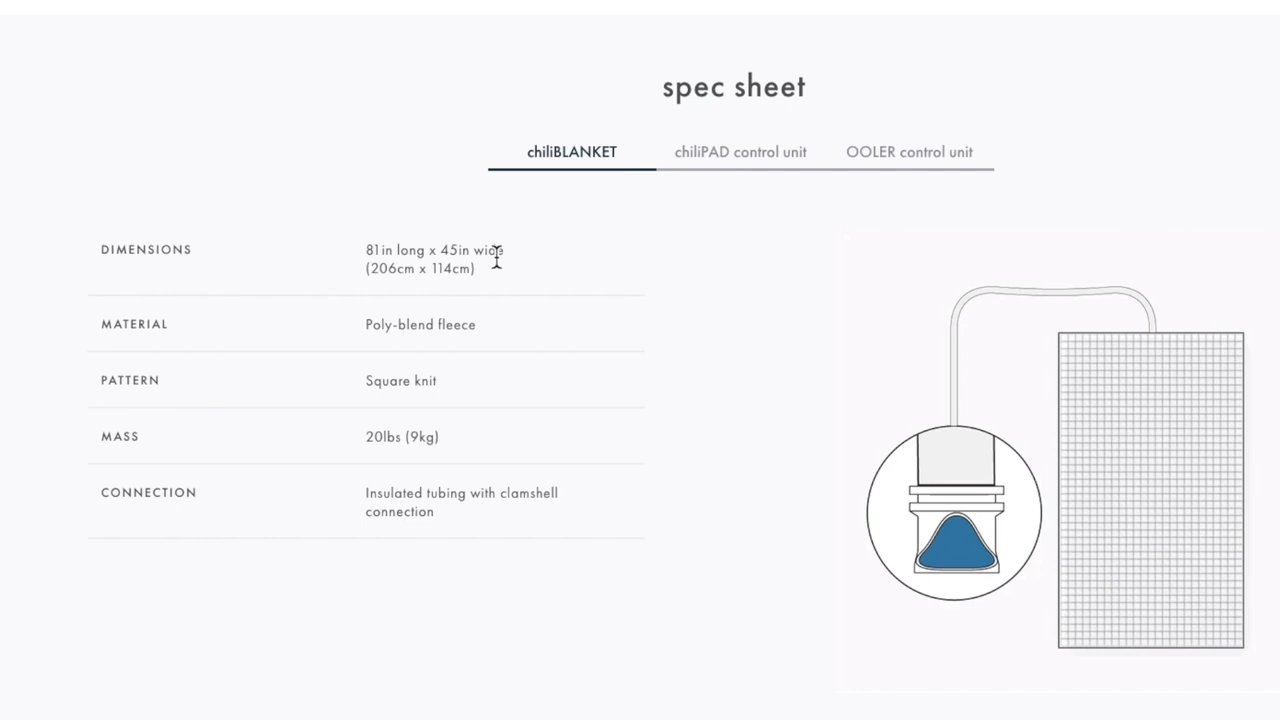 spec sheet
chiliBLANKET
chiliPAD control unit
OOLER control unit
DIMENSIONS
81in long x 45in wide
(206cm x 114cm)
MATERIAL
Poly-blend fleece
PATTERN
Square knit
MASS
20lbs (9kg)
CONNECTION
Insulated tubing with clamshell
connection